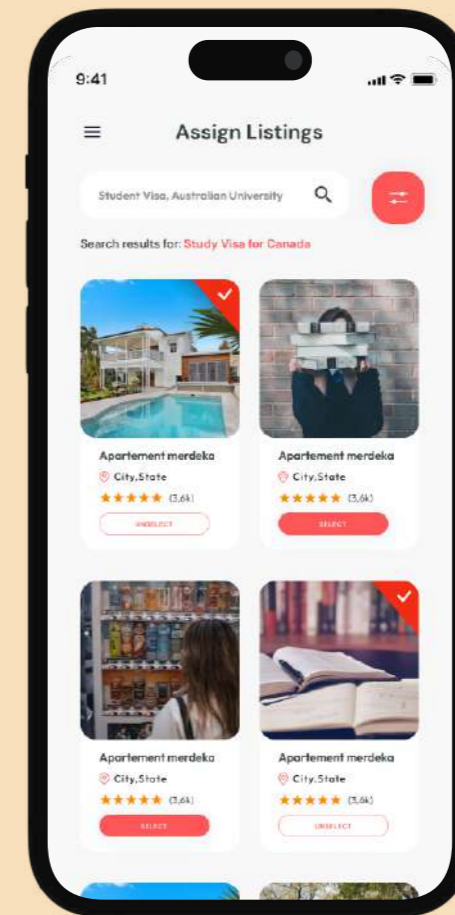 9:41
Assign Listings
Student Visa, Australian University
Search results for: Study Visa for Canada
Apartement merdeka
City,State
(3,6k)
UNSELECT
Apartement merdeka
City,State
(3,6k)
SELECT
Apartement merdeka
City,State
(3,6k)
SELECT
Apartement merdeka
City,State
(3,6k)
UNSELECT